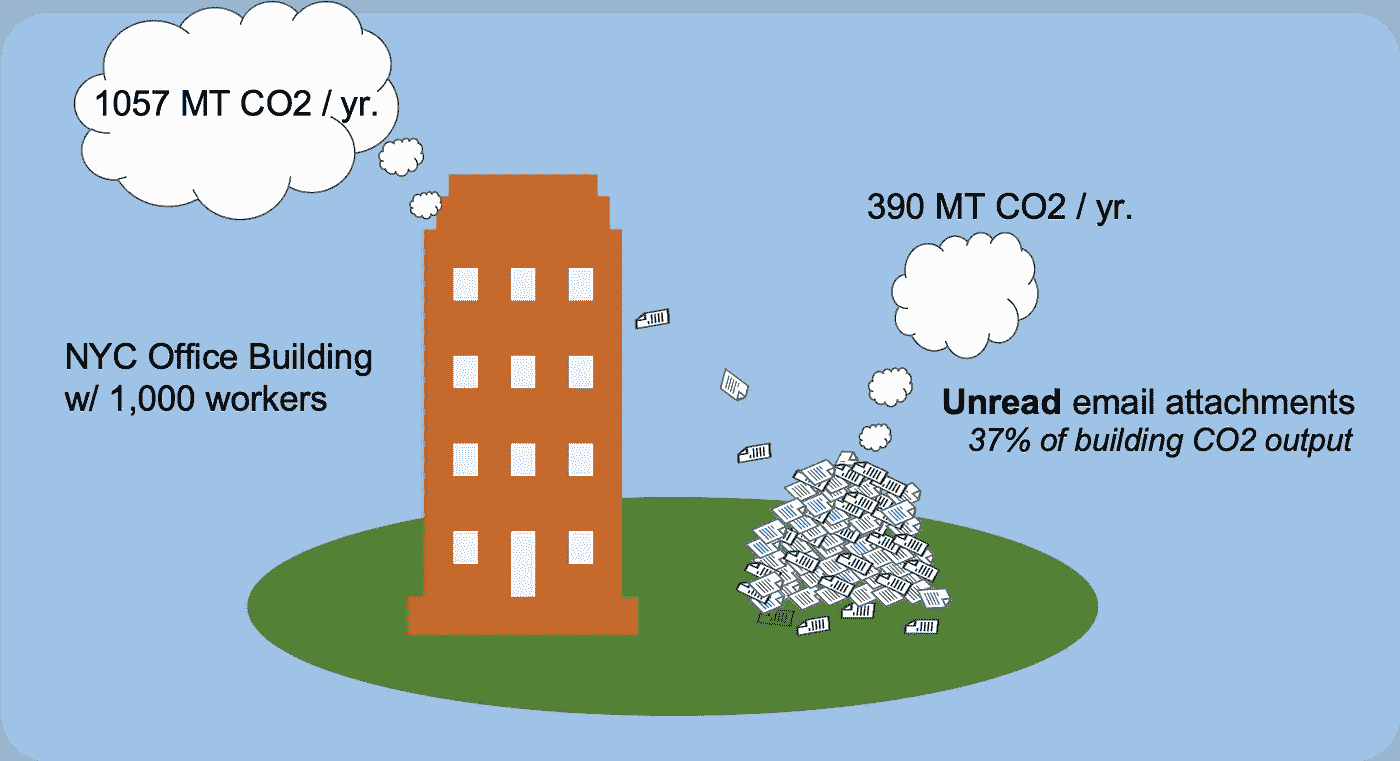 1057 MT CO2 / yr.
390 MT CO2 / yr.
NYC Office Building
w/ 1,000 workers
Unread email attachments
37% of building CO2 output